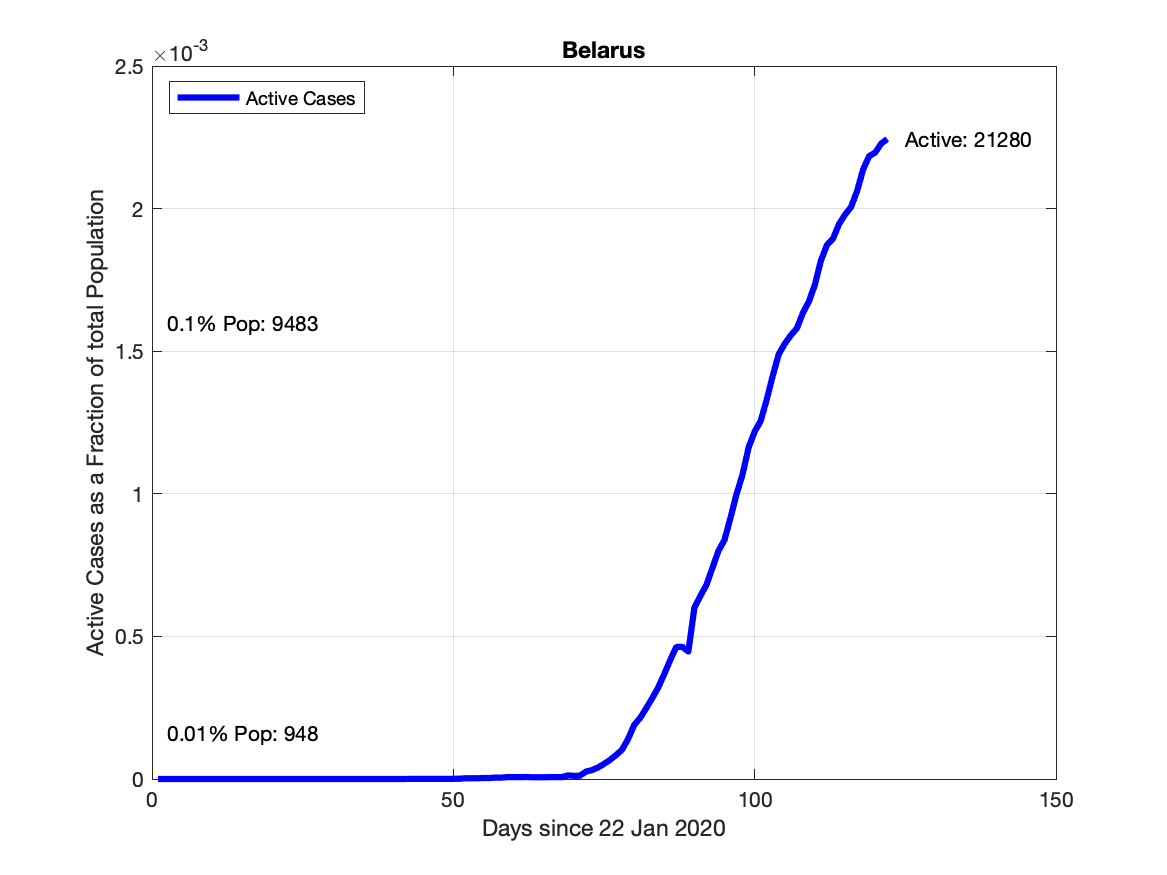 Belarus
×10-3
2.5
2
1.5
1
0.5
0
Active Cases
Active: 21280
0.1% Pop: 9483
0.01% Pop: 948
Active Cases as a Fraction of total Population
0 50 100 150
Days since 22 Jan 2020